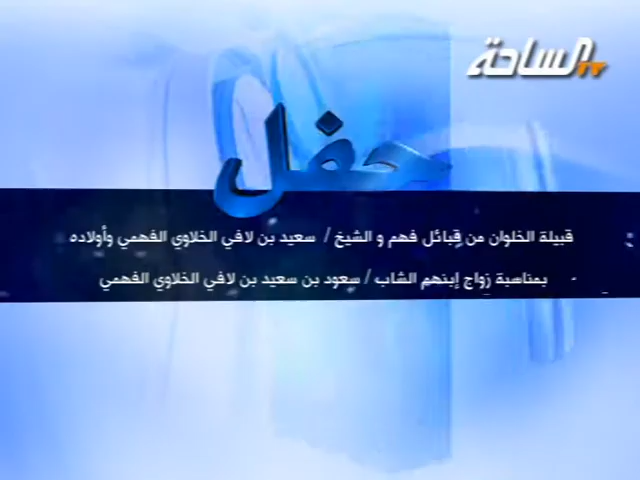 الساحة TV
حفل
قبيلة الخلوان من قبائل فهم و الشيخ / سعيد بن لافي الخلاوي الفهمي وأولاده
بمناسبة زواج إبنهم الشاب / سعود بن سعيد بن لافي الخلاوي الفهمي